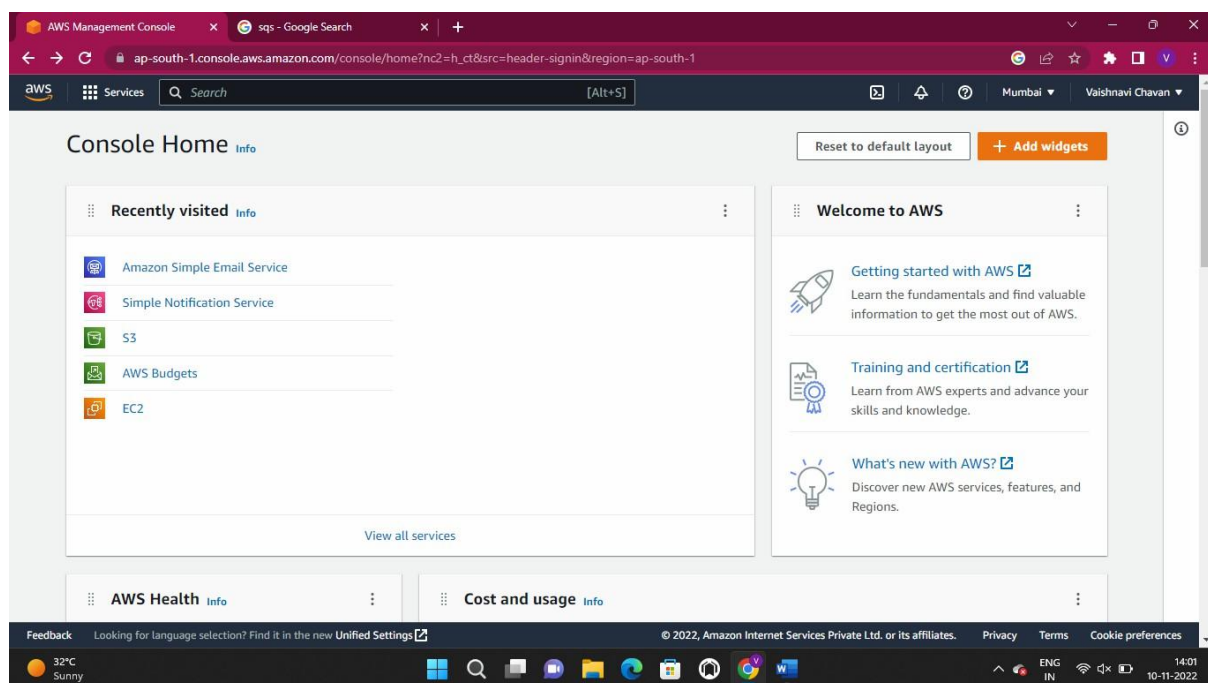 AWS Management Console
sqs - Google Search
ap-south-1.console.aws.amazon.com/console/home?nc2=h_ct&src=header-signin&region=ap-south-1
V
aws
Services
Search
[Alt+S]
Mumbai
Vaishnavi Chavan
Console Home Info
Reset to default layout
Add widgets
Recently visited Info
Amazon Simple Email Service
Simple Notification Service
S3
AWS Budgets
EC2
View all services
Welcome to AWS
Getting started with AWS
Learn the fundamentals and find valuable
information to get the most out of AWS.
Training and certification
Learn from AWS experts and advance your
skills and knowledge.
What's new with AWS?
Discover new AWS services, features, and
Regions.
AWS Health Info
Cost and usage Info
Feedback
Looking for language selection? Find it in the new Unified Settings
© 2022, Amazon Internet Services Private Ltd. or its affiliates.
Privacy
Terms
Cookie preferences
32°C
Sunny
ENG
IN
14:01
10-11-2022